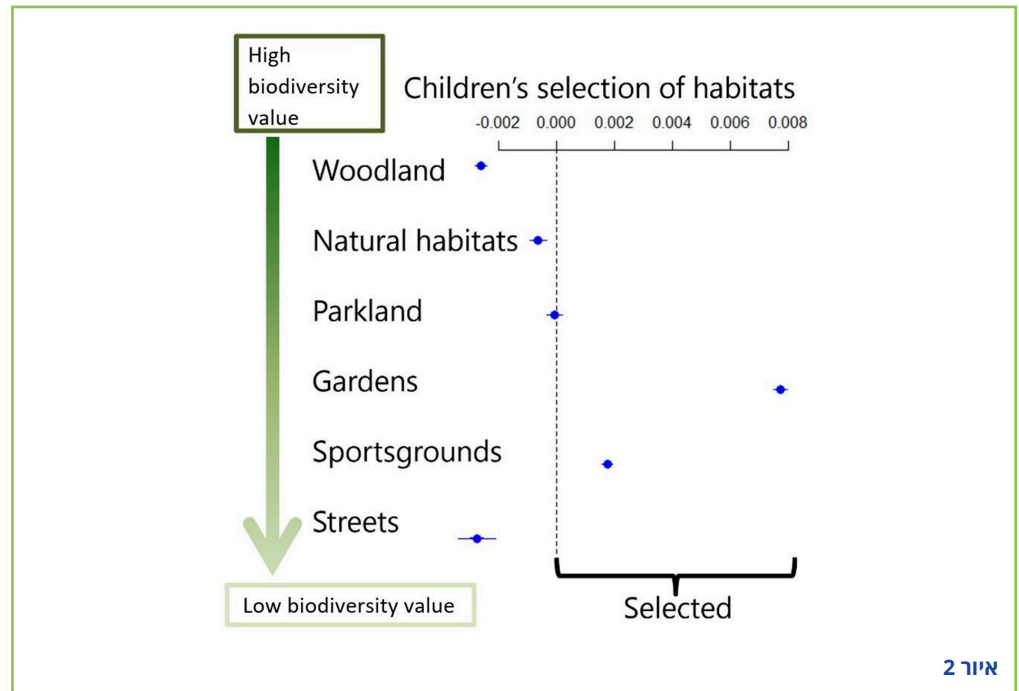 High
biodiversity
value
Children’s selection of habitats
-0.002 0.000 0.002 0.004 0.006 0.008
Woodland
Natural habitats
Parkland
Gardens
Sportsgrounds
Streets
Low biodiversity value
Selected
איור 2